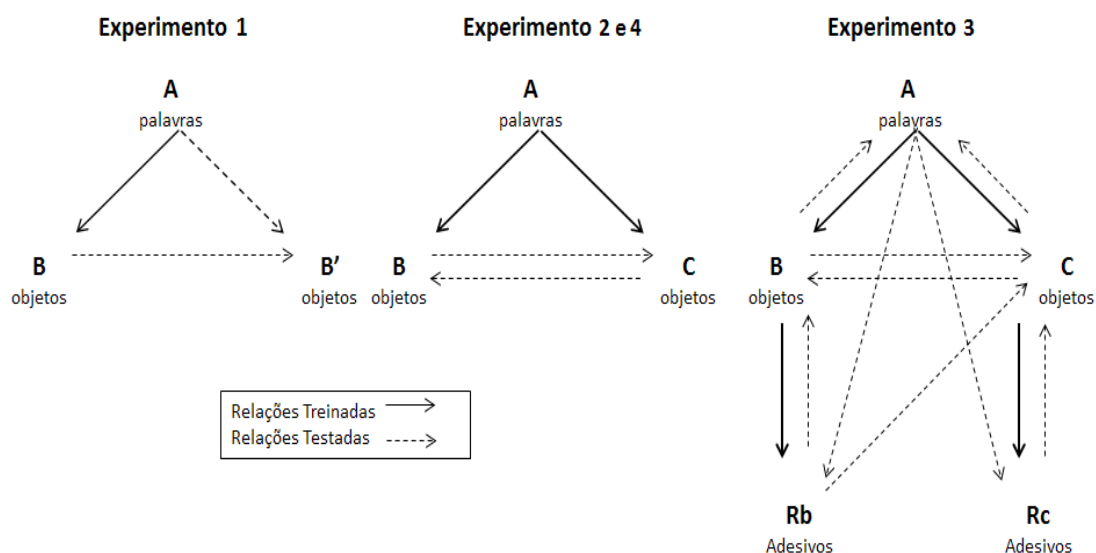 Experimento 1
Experimento 2 e 4
Experimento 3
A
palavras
A
palavras
A
palavras
B
objetos
B’
objetos
B
objetos
C
objetos
B
objetos
C
objetos
Relações Treinadas
Relações Testadas
Rb
Adesivos
Rc
Adesivos